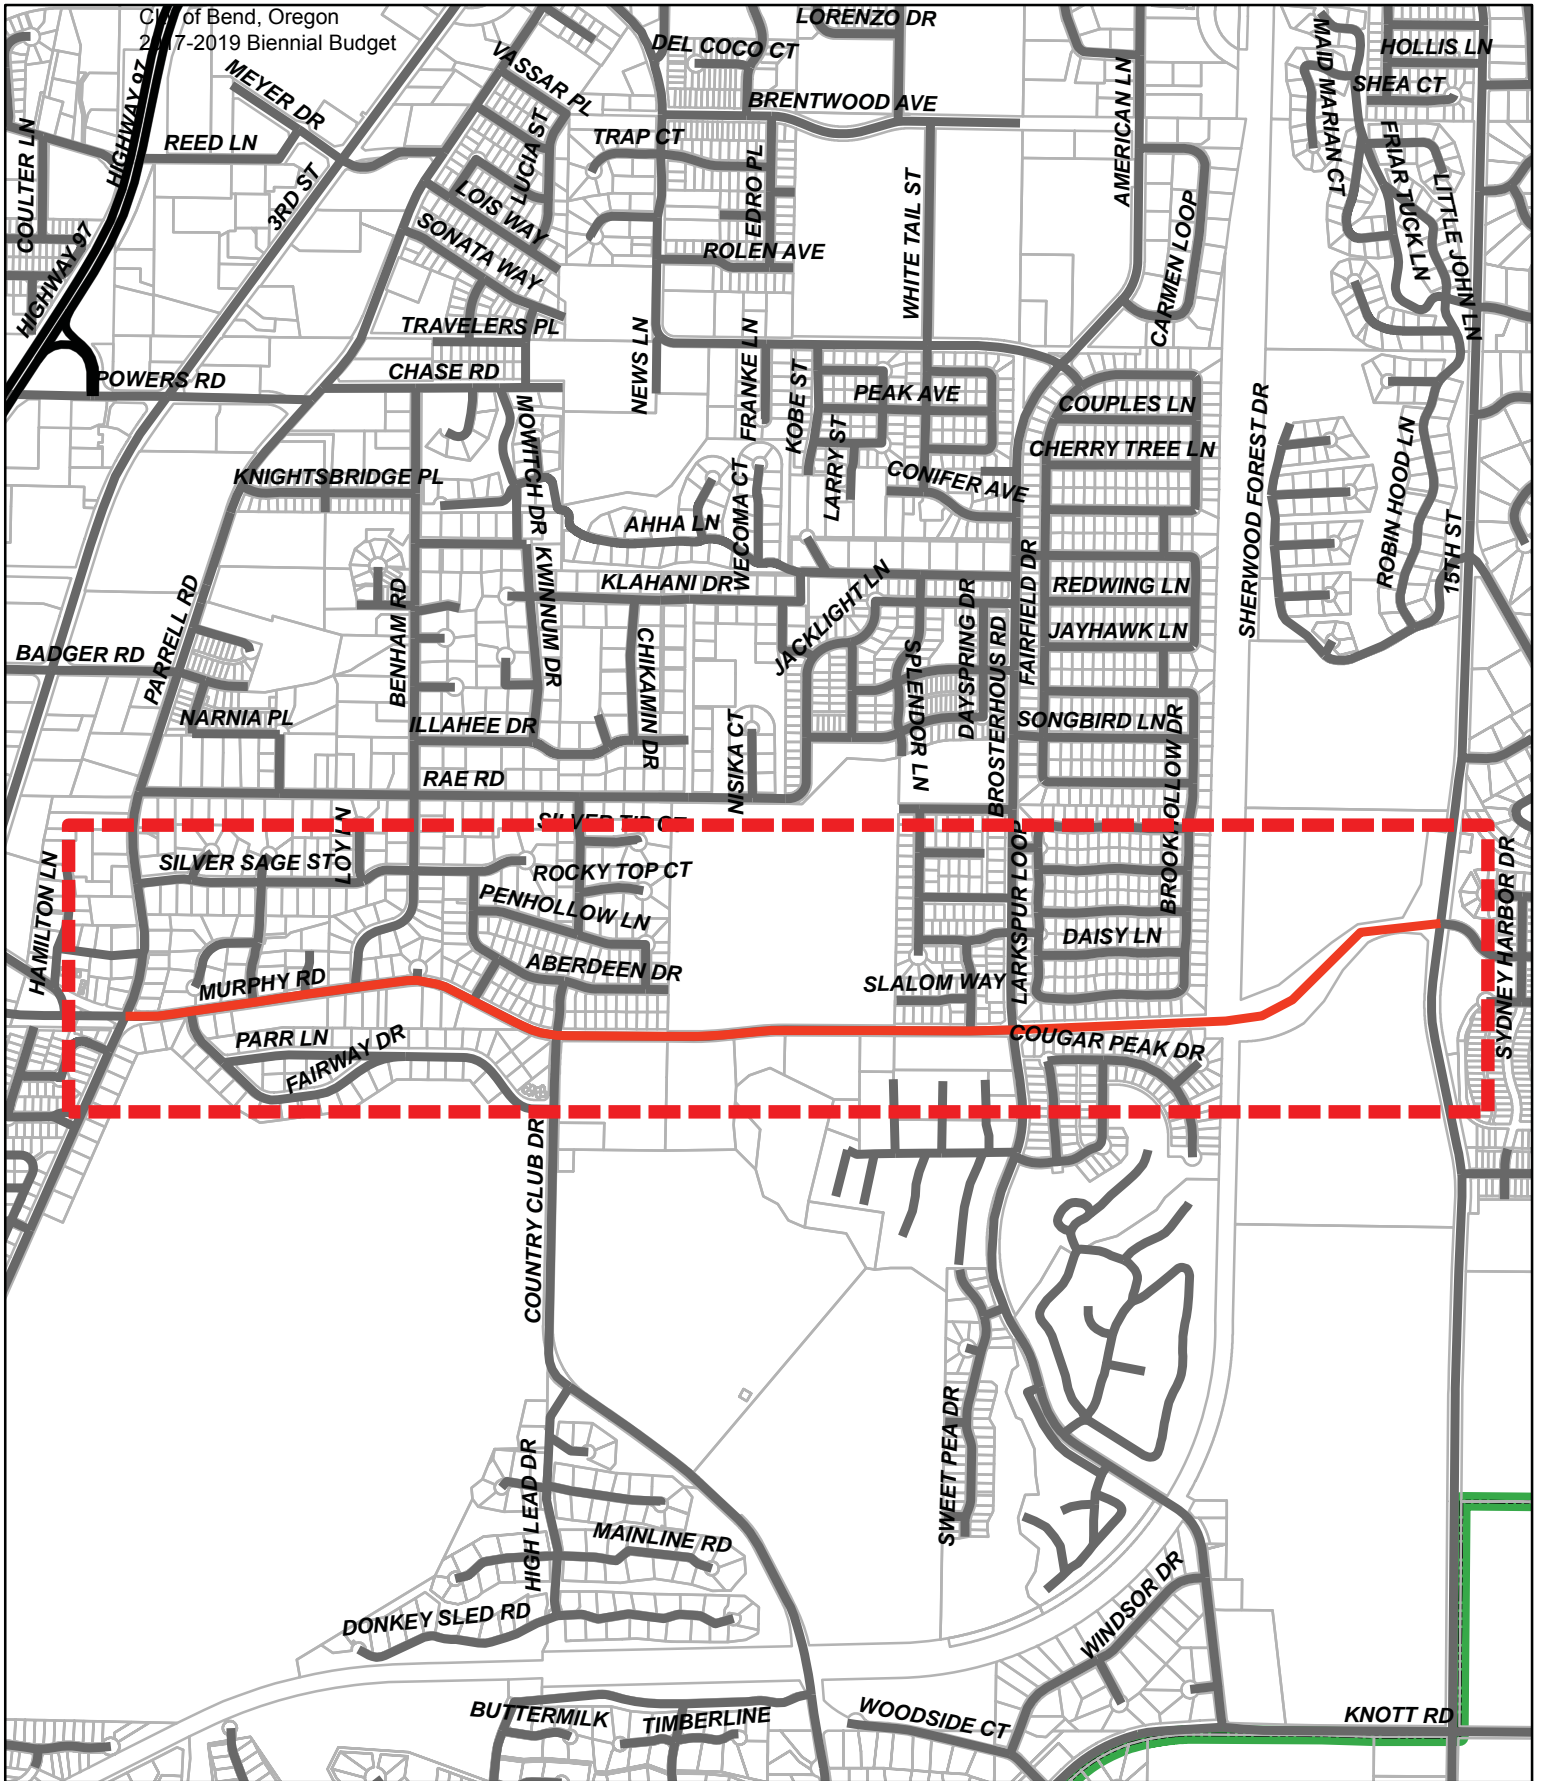 City of Bend, Oregon
2017-2019 Biennial Budget
LORENZO DR
DEL COCO CT
HOLLIS LN
SHEA CT
MAID MARIAN CT
VASSAR PL
MEYER DR
HIGHWAY 97
BRENTWOOD AVE
AMERICAN LN
FRIAR TUCK LN
LITTLE JOHN LN
COULTER LN
REED LN
LUCIA ST
TRAP CT
EDRO PL
WHITE TAIL ST
3RD ST
LOIS WAY
SONATA WAY
ROLEN AVE
CARMEN LOOP
HIGHWAY 97
TRAVELERS PL
NEWS LN
FRANKE LN
KOBE ST
POWERS RD
CHASE RD
PEAK AVE
COUPLES LN
SHERWOOD FOREST DR
MOWITCH DR
LARRY ST
CHERRY TREE LN
ROBIN HOOD LN
KNIGHTSBRIDGE PL
CONIFER AVE
AHHA LN
WECOMA CT
15TH ST
KLAHANI DR
KWINNUM DR
JACKLIGHT LN
FAIRFIELD DR
REDWING LN
PARRELL RD
BENHAM RD
CHIKAMIN DR
SPLENDOR LN
DAYSPRING DR
BROSTERHOUS RD
JAYHAWK LN
BADGER RD
NARNIA PL
ILLAHEE DR
NISIKA CT
SONGBIRD LN
BROOKHOLLOW DR
RAE RD
SILVER TIP CT
LOY LN
SILVER SAGE ST
ROCKY TOP CT
HAMILTON LN
PENHOLLOW LN
LARKSPUR LOOP
SYDNEY HARBOR DR
DAISY LN
ABERDEEN DR
MURPHY RD
SLALOM WAY
PARR LN
FAIRWAY DR
COUGAR PEAK DR
COUNTRY CLUB DR
SWEET PEA DR
HIGH LEAD DR
MAINLINE RD
DONKEY SLED RD
WINDSOR DR
BUTTERMILK
TIMBERLINE
WOODSIDE CT
KNOTT RD